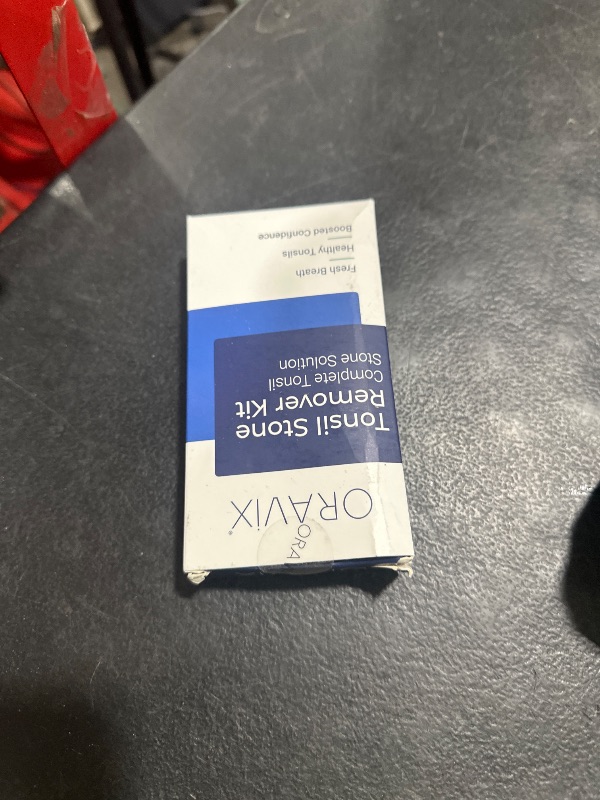 ORAViX®
ORA
Tonsil Stone
Remover Kit
Complete Tonsil
Stone Solution
Fresh Breath
Healthy Tonsils
Boosted Confidence